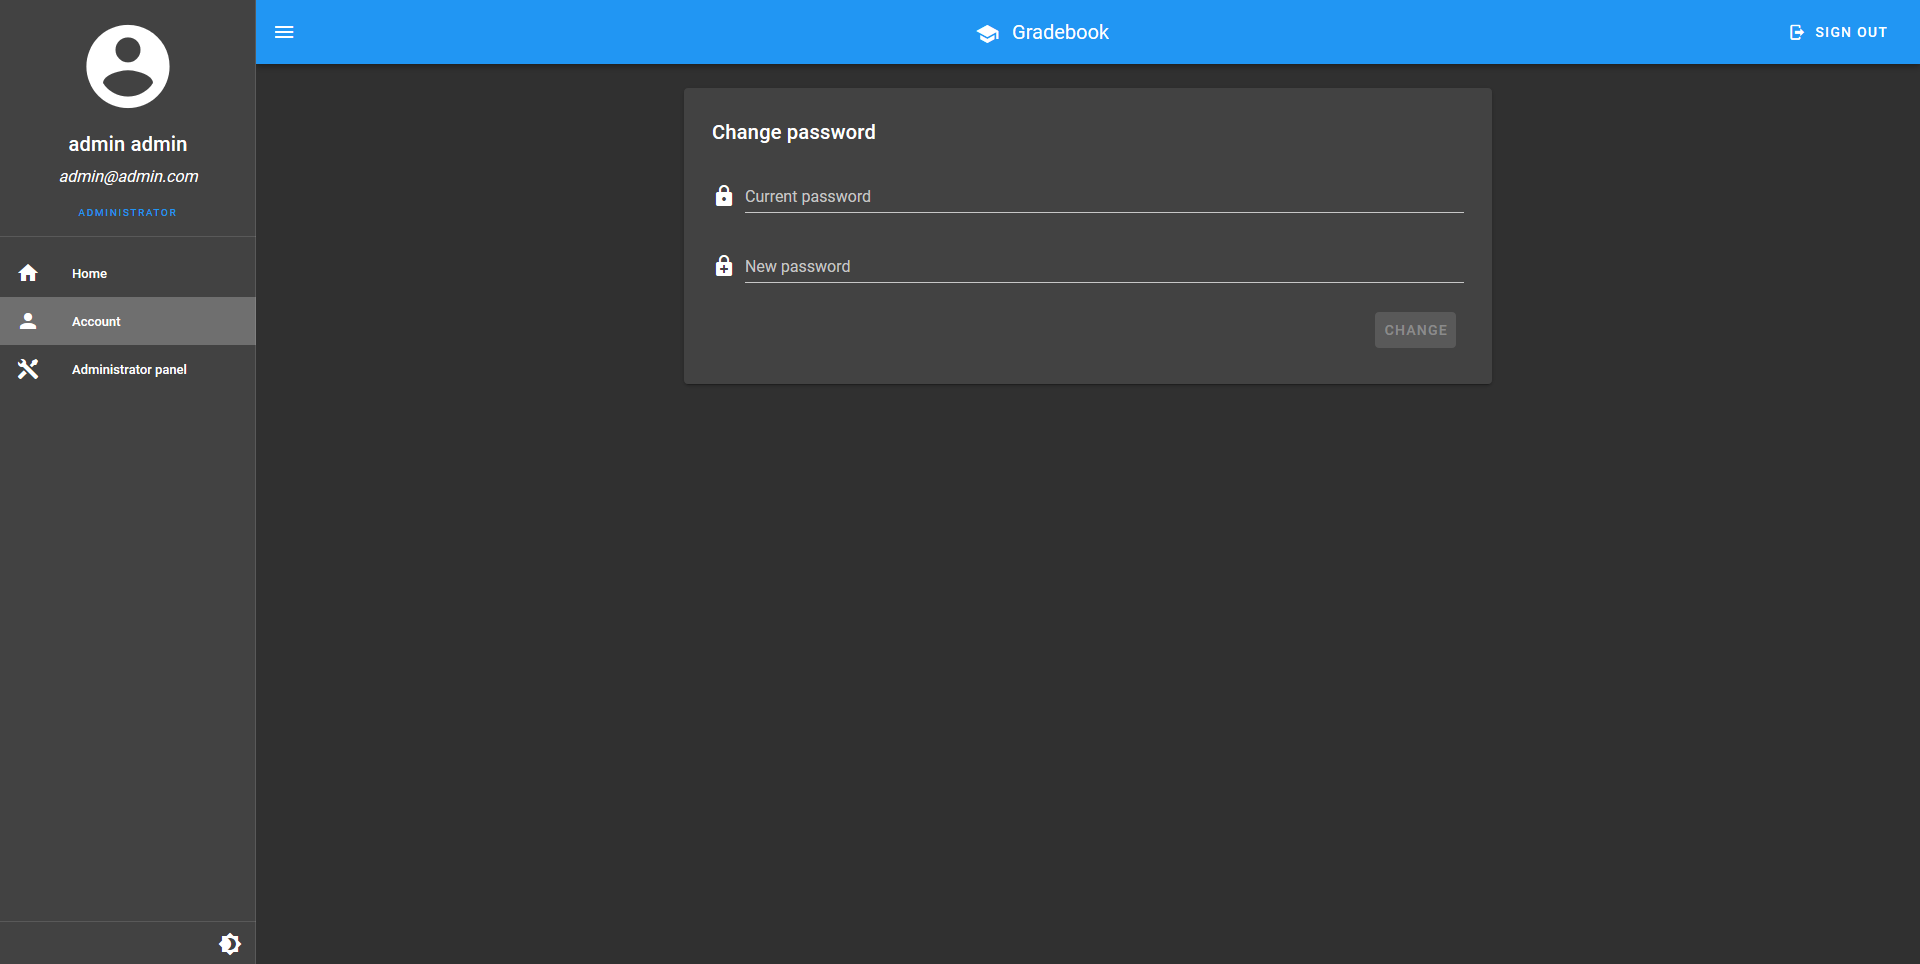 admin admin
admin@admin.com
ADMINISTRATOR
Home
Account
Administrator panel
Gradebook
SIGN OUT
Change password
Current password
New password
CHANGE